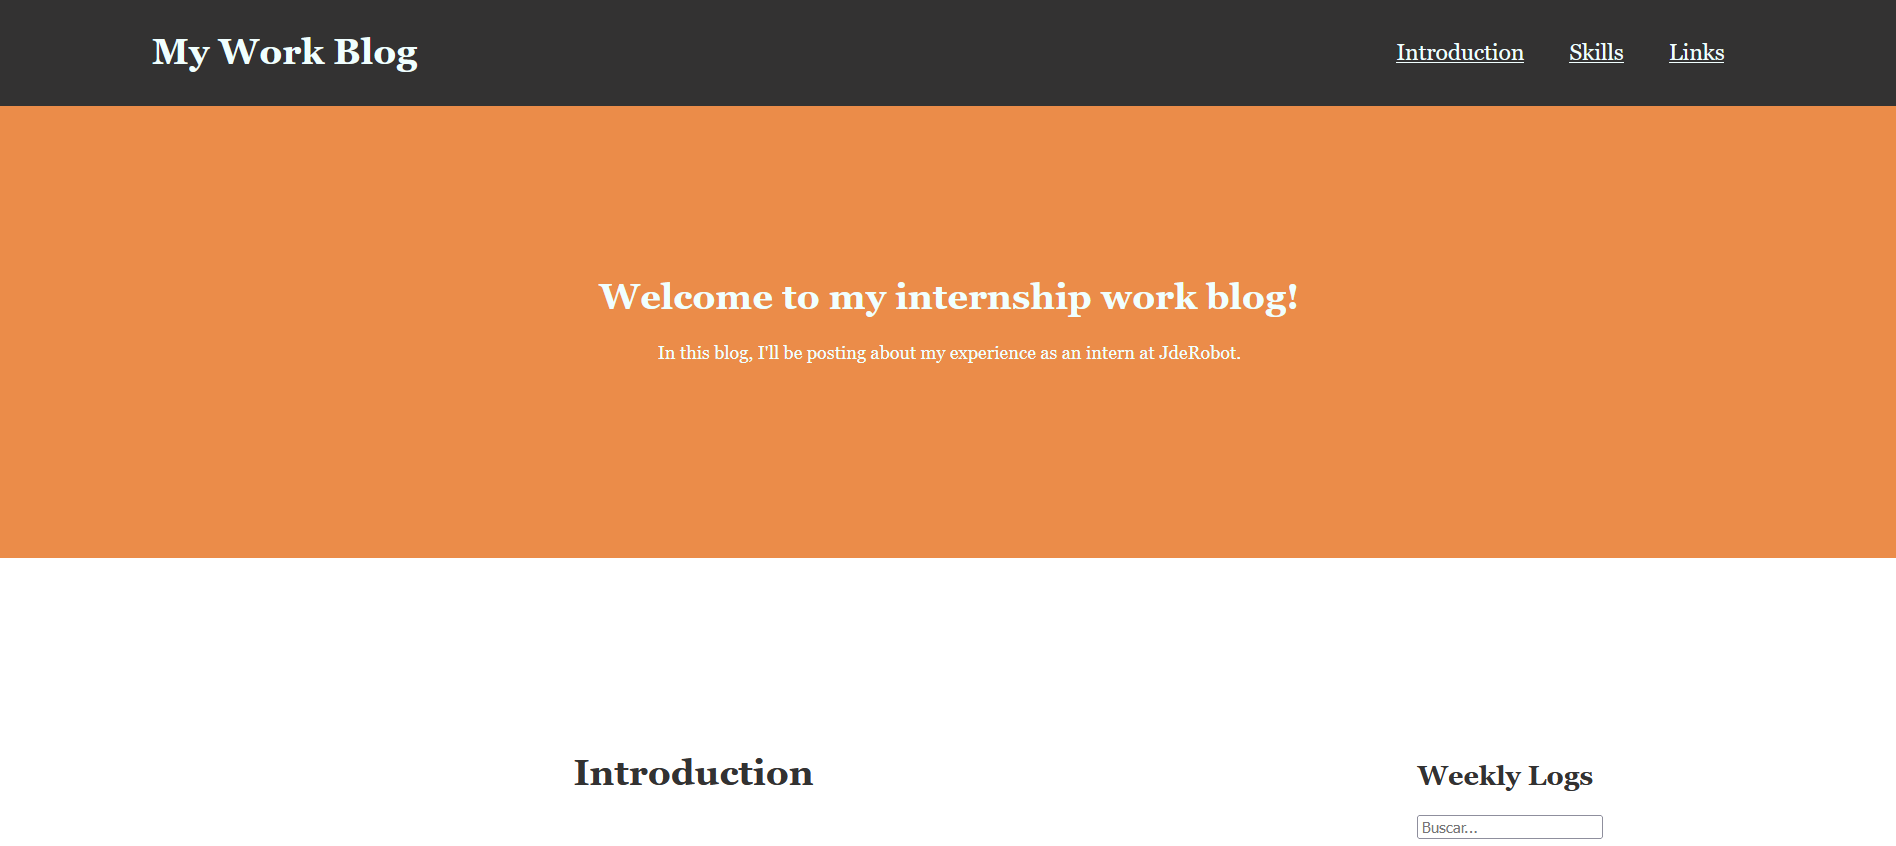 My Work Blog
Introduction Skills Links
Welcome to my internship work blog!
In this blog, I'll be posting about my experience as an intern at JdeRobot.
Introduction
Weekly Logs
Buscar...